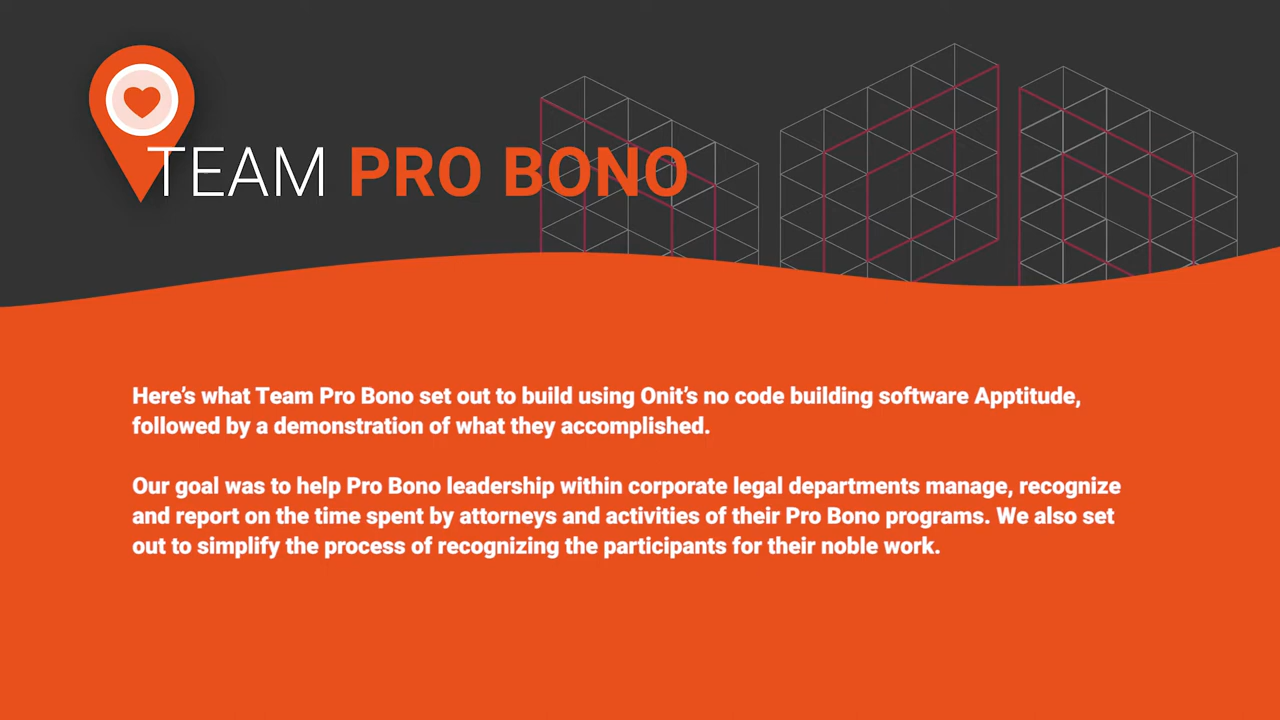 TEAM PRO BONO
Here’s what Team Pro Bono set out to build using Onit’s no code building software Apptitude,
followed by a demonstration of what they accomplished.
Our goal was to help Pro Bono leadership within corporate legal departments manage, recognize
and report on the time spent by attorneys and activities of their Pro Bono programs. We also set
out to simplify the process of recognizing the participants for their noble work.